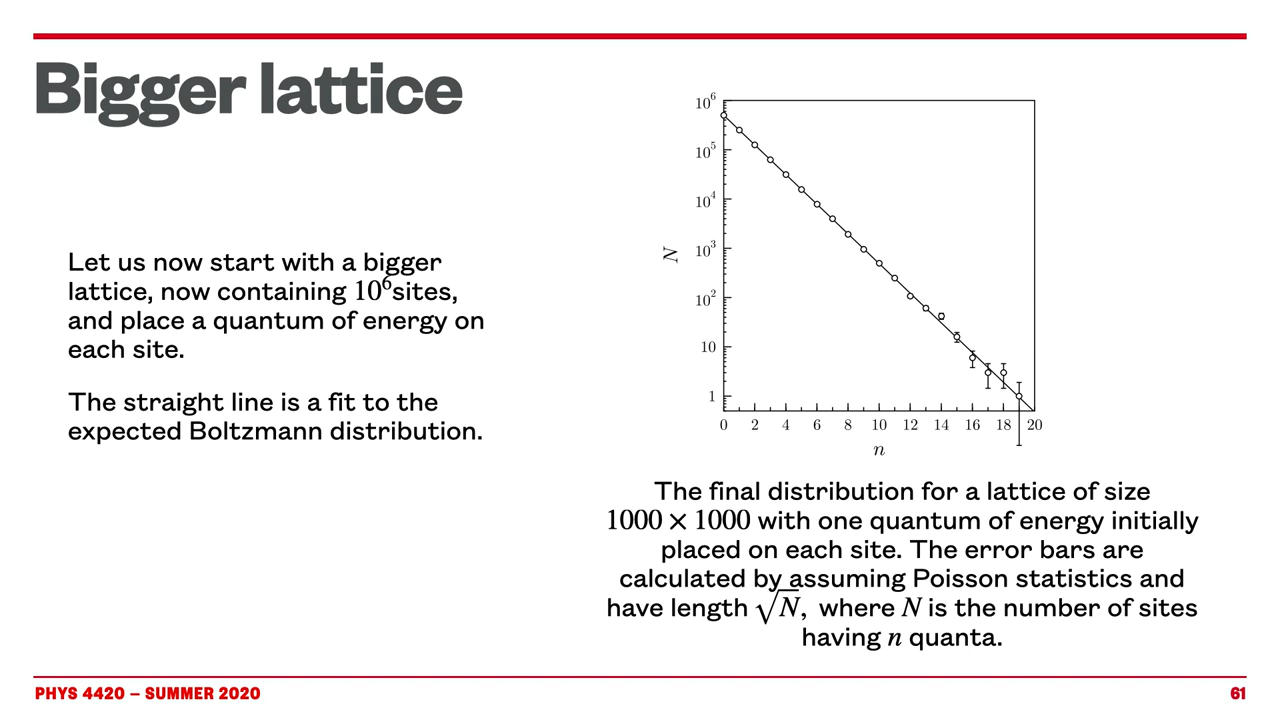 Bigger lattice
Let us now start with a bigger
lattice, now containing 10⁶sites,
and place a quantum of energy on
each site.
The straight line is a fit to the
expected Boltzmann distribution.
10⁶
10⁵
10⁴
10³
10²
10
1
N
0 2 4 6 8 10 12 14 16 18 20
n
The final distribution for a lattice of size
1000 × 1000 with one quantum of energy initially
placed on each site. The error bars are
calculated by assuming Poisson statistics and
have length √N, where N is the number of sites
having n quanta.
PHYS 4420 – SUMMER 2020
61